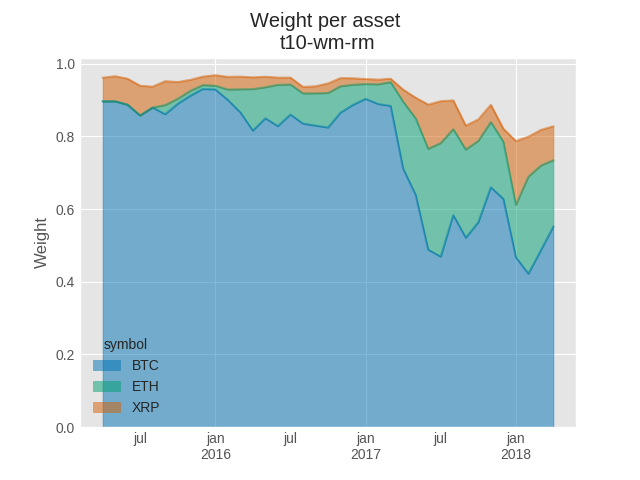 Weight per asset
t10-wm-rm
1.0
0.8
0.6
0.4
0.2
0.0
Weight
symbol
BTC
ETH
XRP
jul
jan
2016
jul
jan
2017
jul
jan
2018